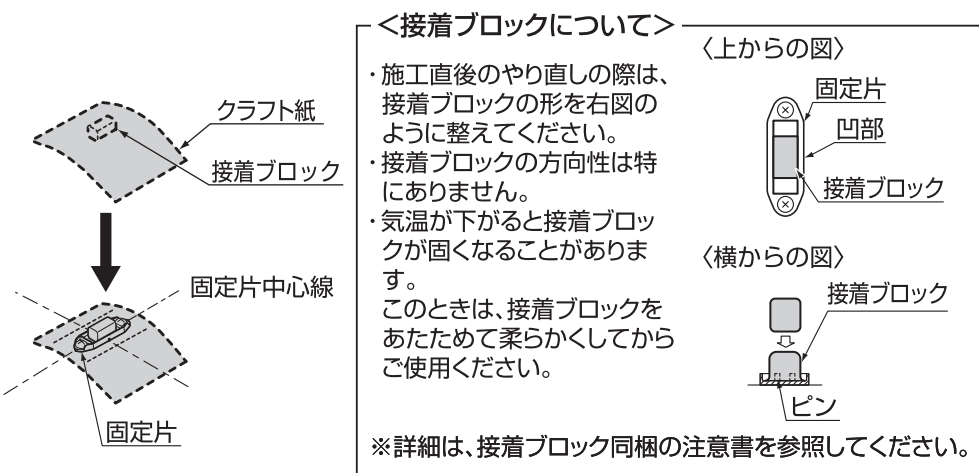 クラフト紙
接着ブロック
固定片中心線
固定片
＜接着ブロックについて＞
・施工直後のやり直しの際は、
接着ブロックの形を右図の
ように整えてください。
・接着ブロックの方向性は特
にありません。
・気温が下がると接着ブロッ
クが固くなることがありま
す。
このときは、接着ブロックを
あたためて柔らかくしてから
ご使用ください。
〈上からの図〉
固定片
凹部
接着ブロック
〈横からの図〉
接着ブロック
ピン
※詳細は、接着ブロック同梱の注意書を参照してください。